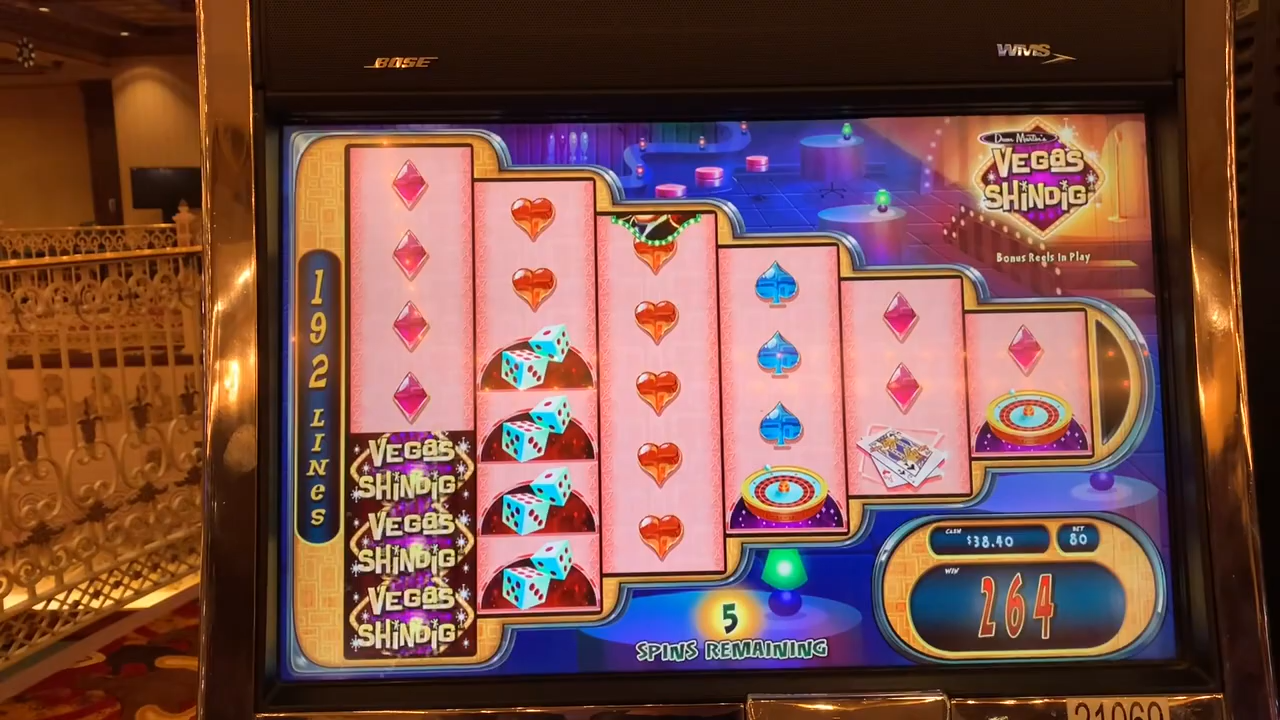 BOSE
WMS
Dean Martin's
VEGAS
SHINDIG
Bonus Reels In Play
192 LINES
VEGAS
SHINDIG
VEGAS
SHINDIG
VEGAS
SHINDIG
CASH
$38.40
BET
80
WIN
264
5
SPINS REMAINING
21069